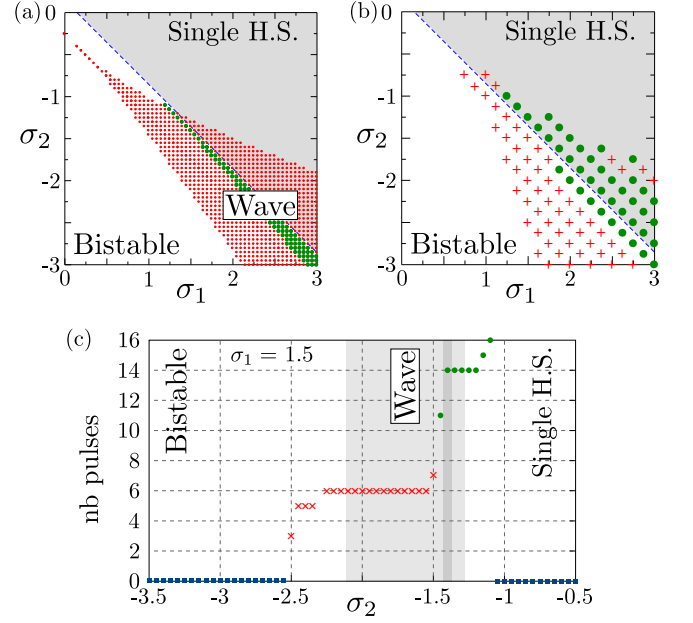 (a) (b)
Single H.S. Single H.S.
0 0
-1 -1
σ2 σ2
-2 -2
Wave
Bistable Bistable
-3 -3
0 1 2 3 0 1 2 3
σ1 σ1
(c)
σ1 = 1.5
nb pulses
16
14
12
10
8
6
4
2
0
Bistable
Wave
Single H.S.
-3.5 -3 -2.5 -2 -1.5 -1 -0.5
σ2